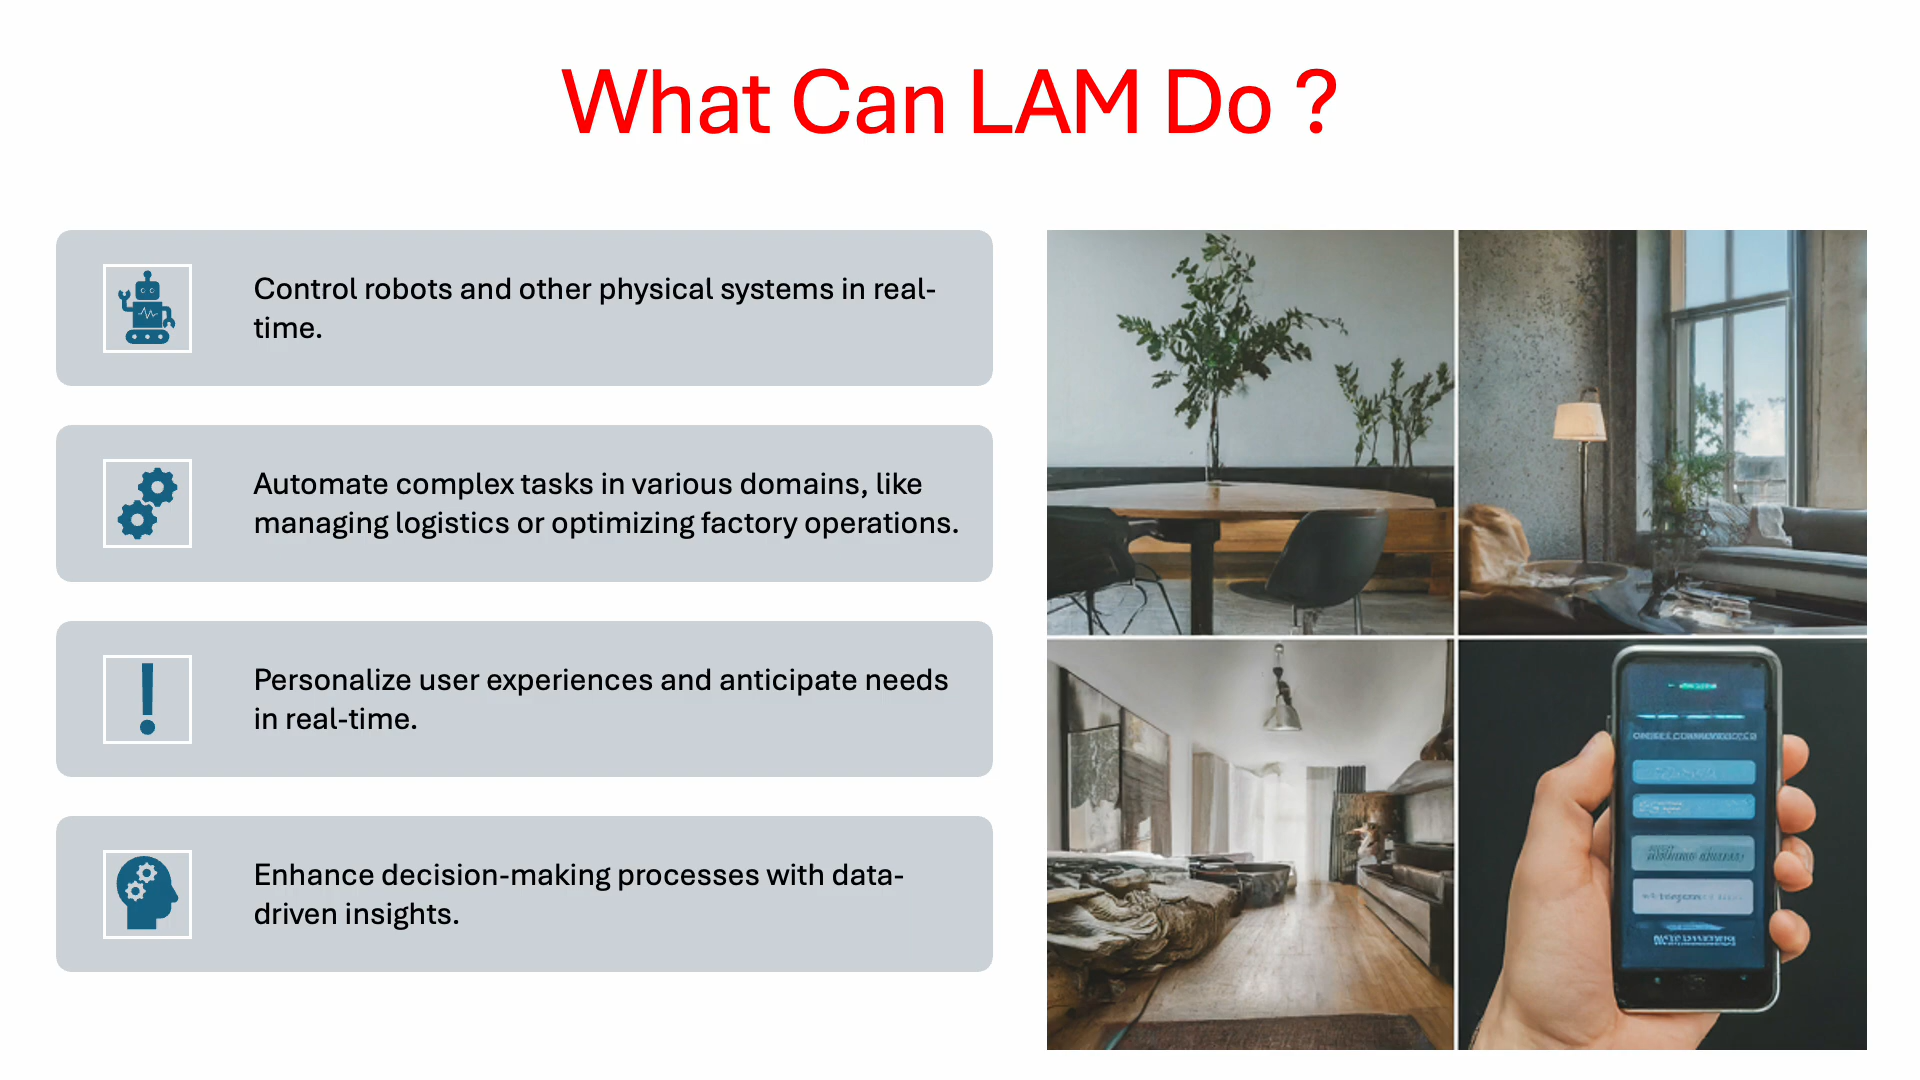 What Can LAM Do ?
Control robots and other physical systems in real-
time.
Automate complex tasks in various domains, like
managing logistics or optimizing factory operations.
Personalize user experiences and anticipate needs
in real-time.
Enhance decision-making processes with data-
driven insights.